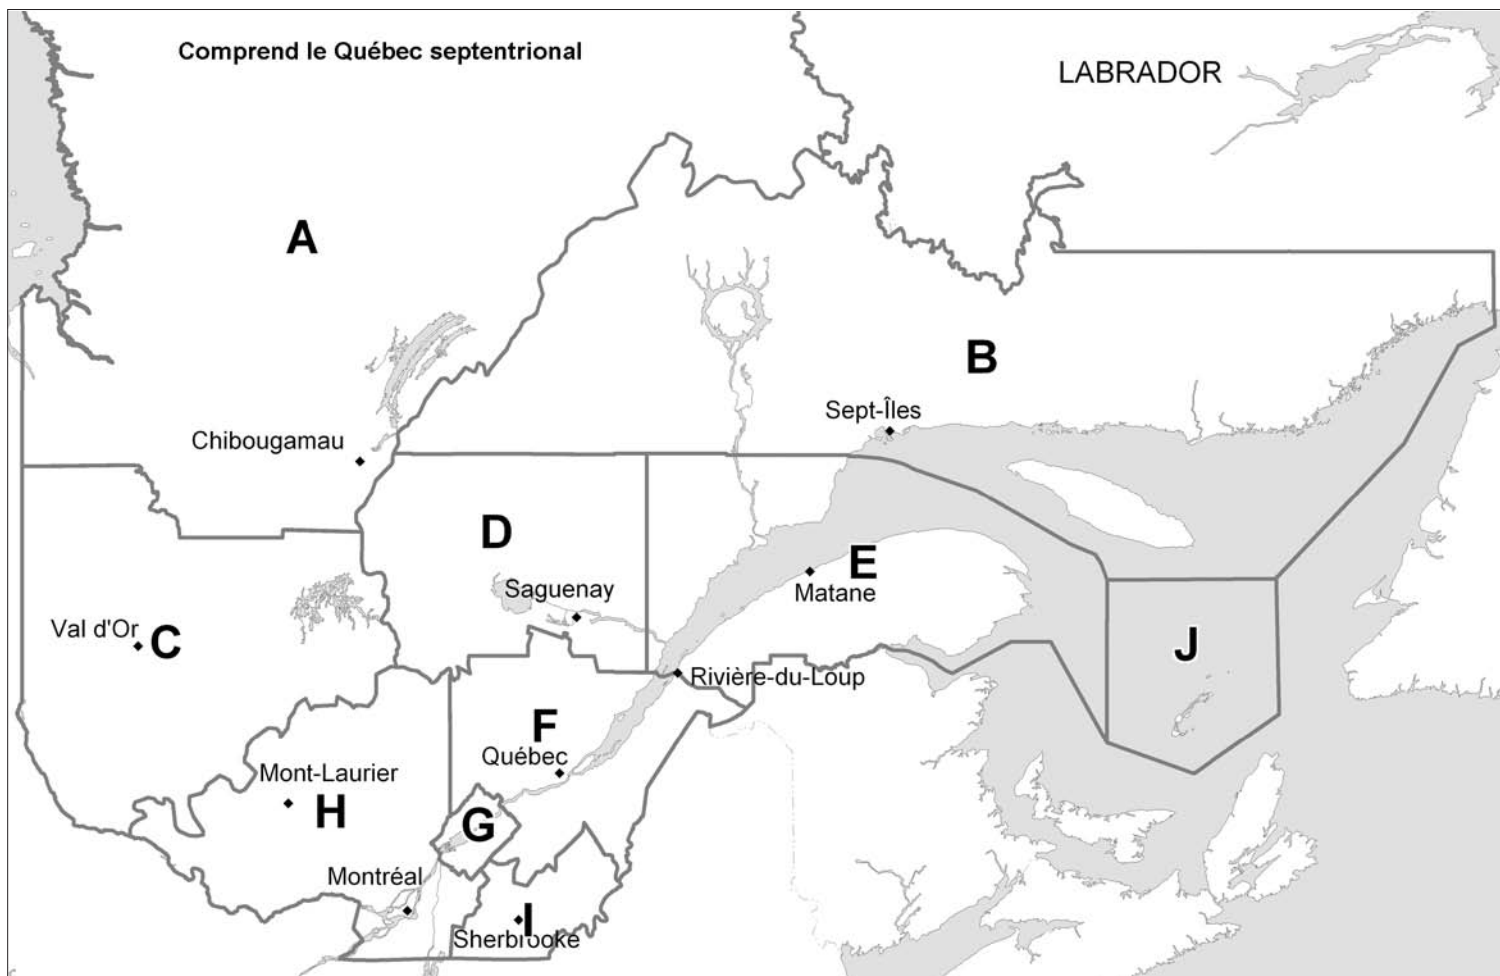 Comprend le Québec septentrional
LABRADOR
A
B
Sept-Îles
Chibougamau
D
E
Saguenay
Matane
Val d'Or
C
J
Rivière-du-Loup
F
Québec
Mont-Laurier
H
G
Montréal
I
Sherbrooke